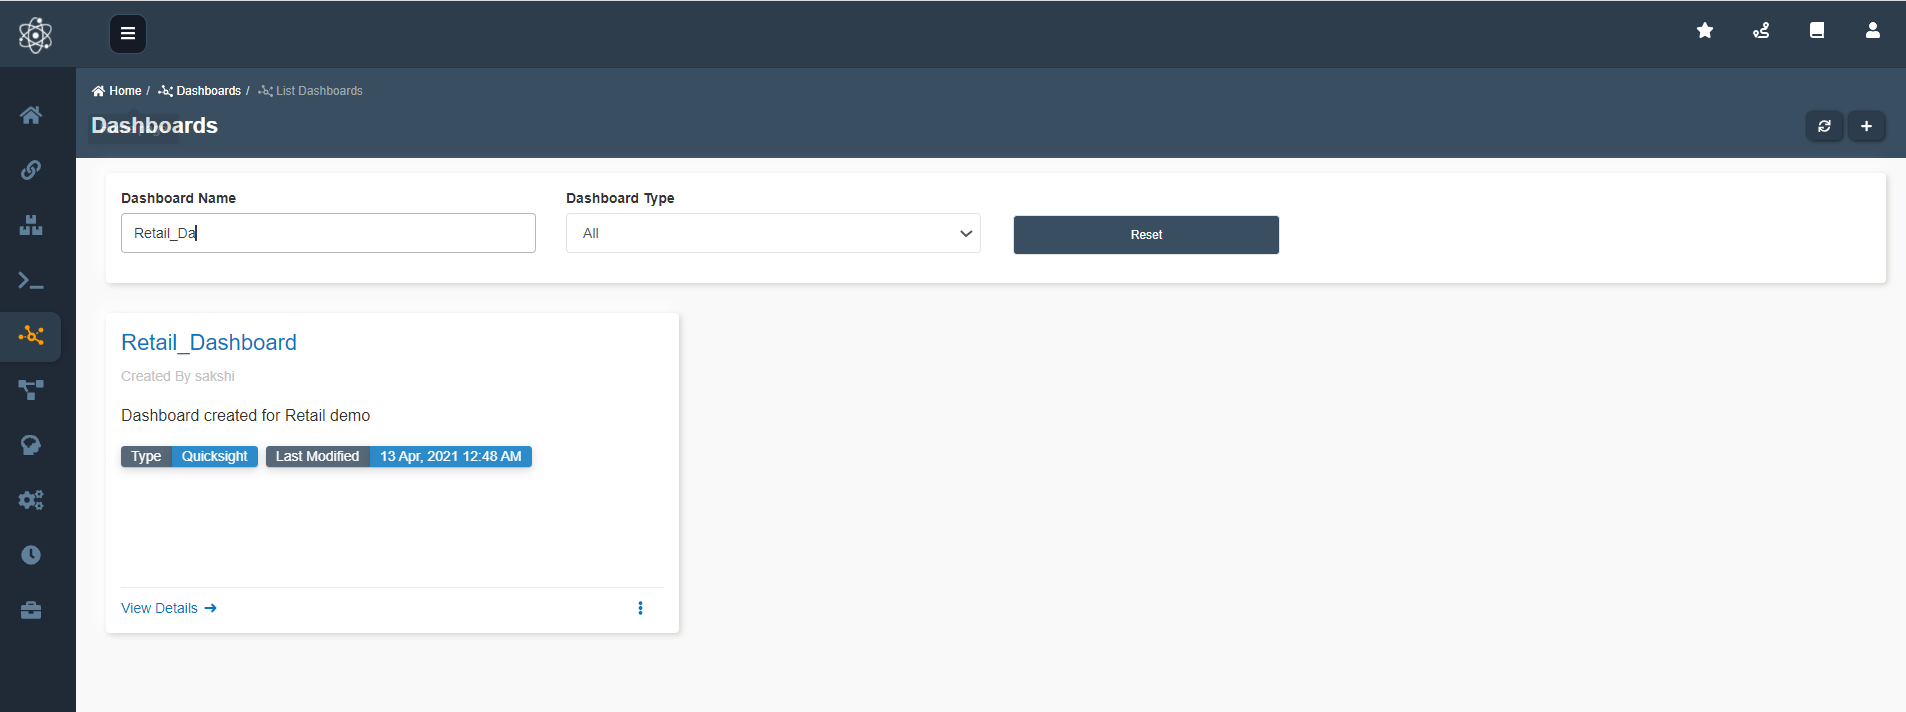 Home / Dashboards / List Dashboards
Dashboards
Dashboard Name
Dashboard Type
Retail_Da
All
Reset
Retail_Dashboard
Created By sakshi
Dashboard created for Retail demo
Type Quicksight Last Modified 13 Apr, 2021 12:48 AM
View Details